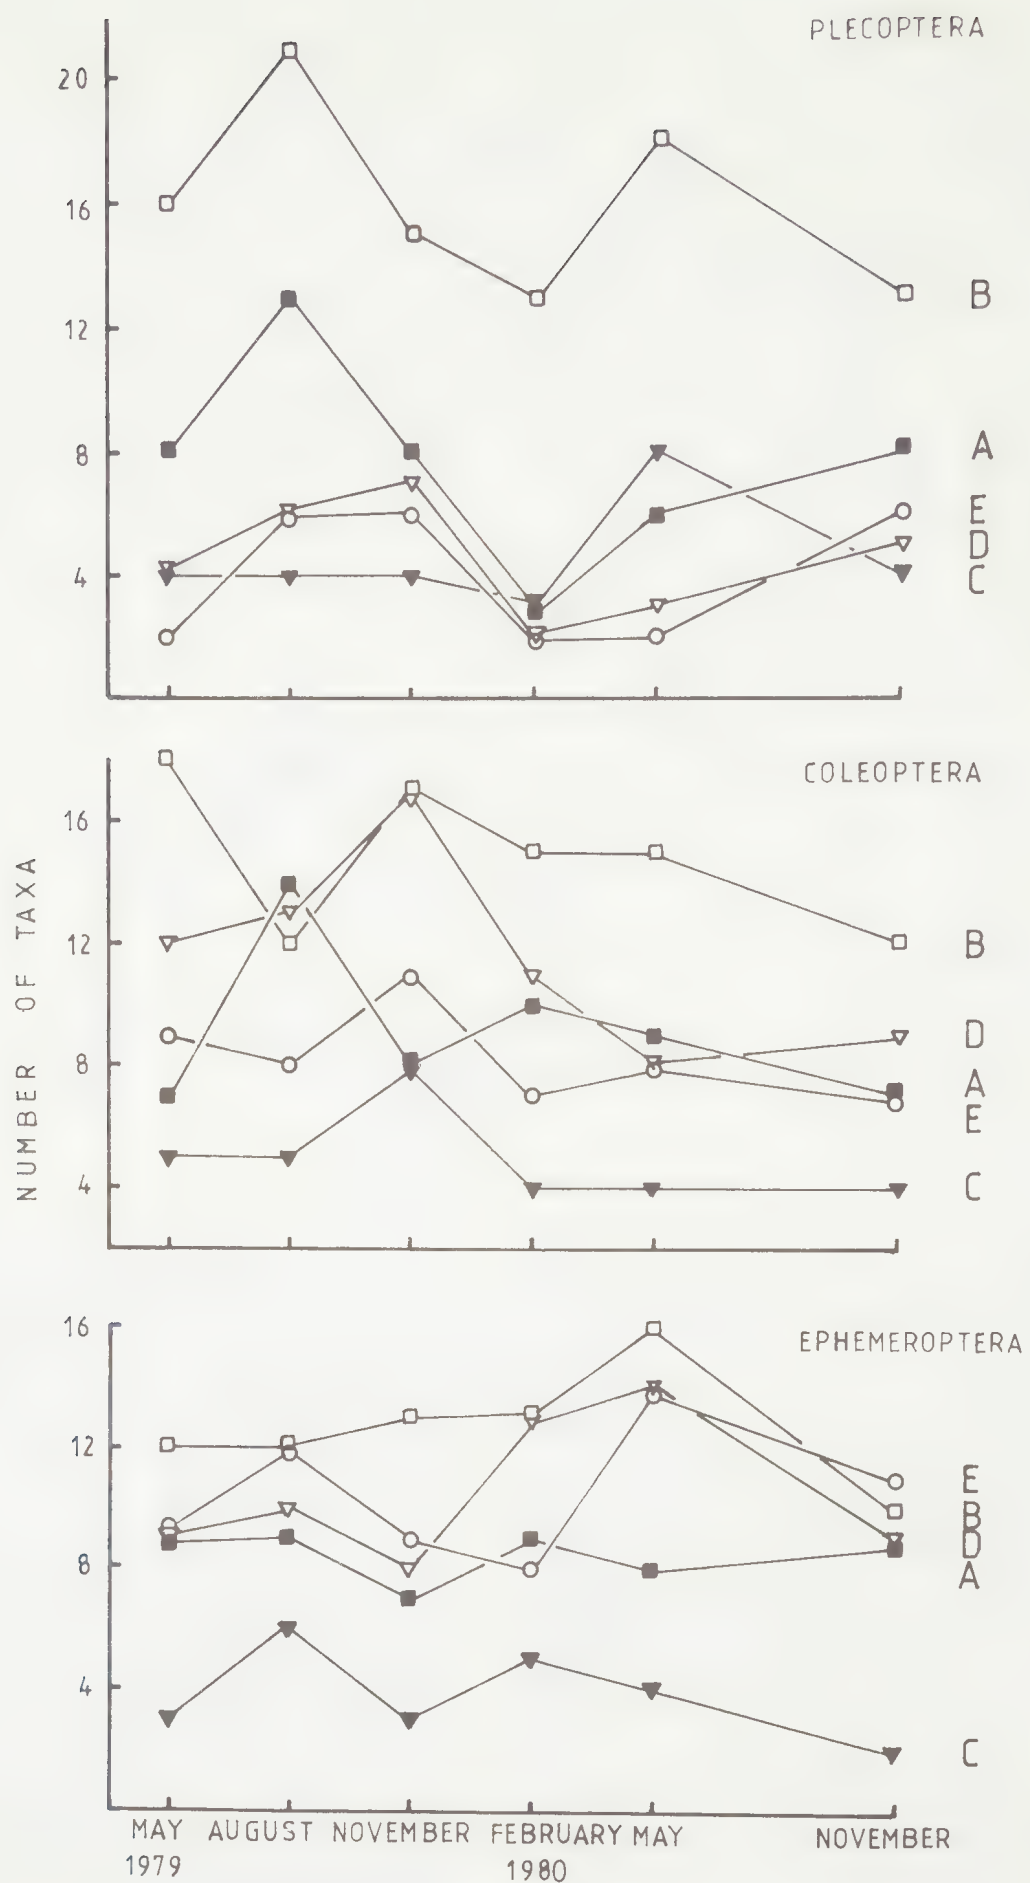 PLECOPTERA
20
16
12
8
4
B
A
E
D
C
COLEOPTERA
NUMBER OF TAXA
16
12
8
4
B
D
A
E
C
EPHEMEROPTERA
16
12
8
4
E
B
D
A
C
MAY AUGUST NOVEMBER FEBRUARY MAY NOVEMBER
1979 1980